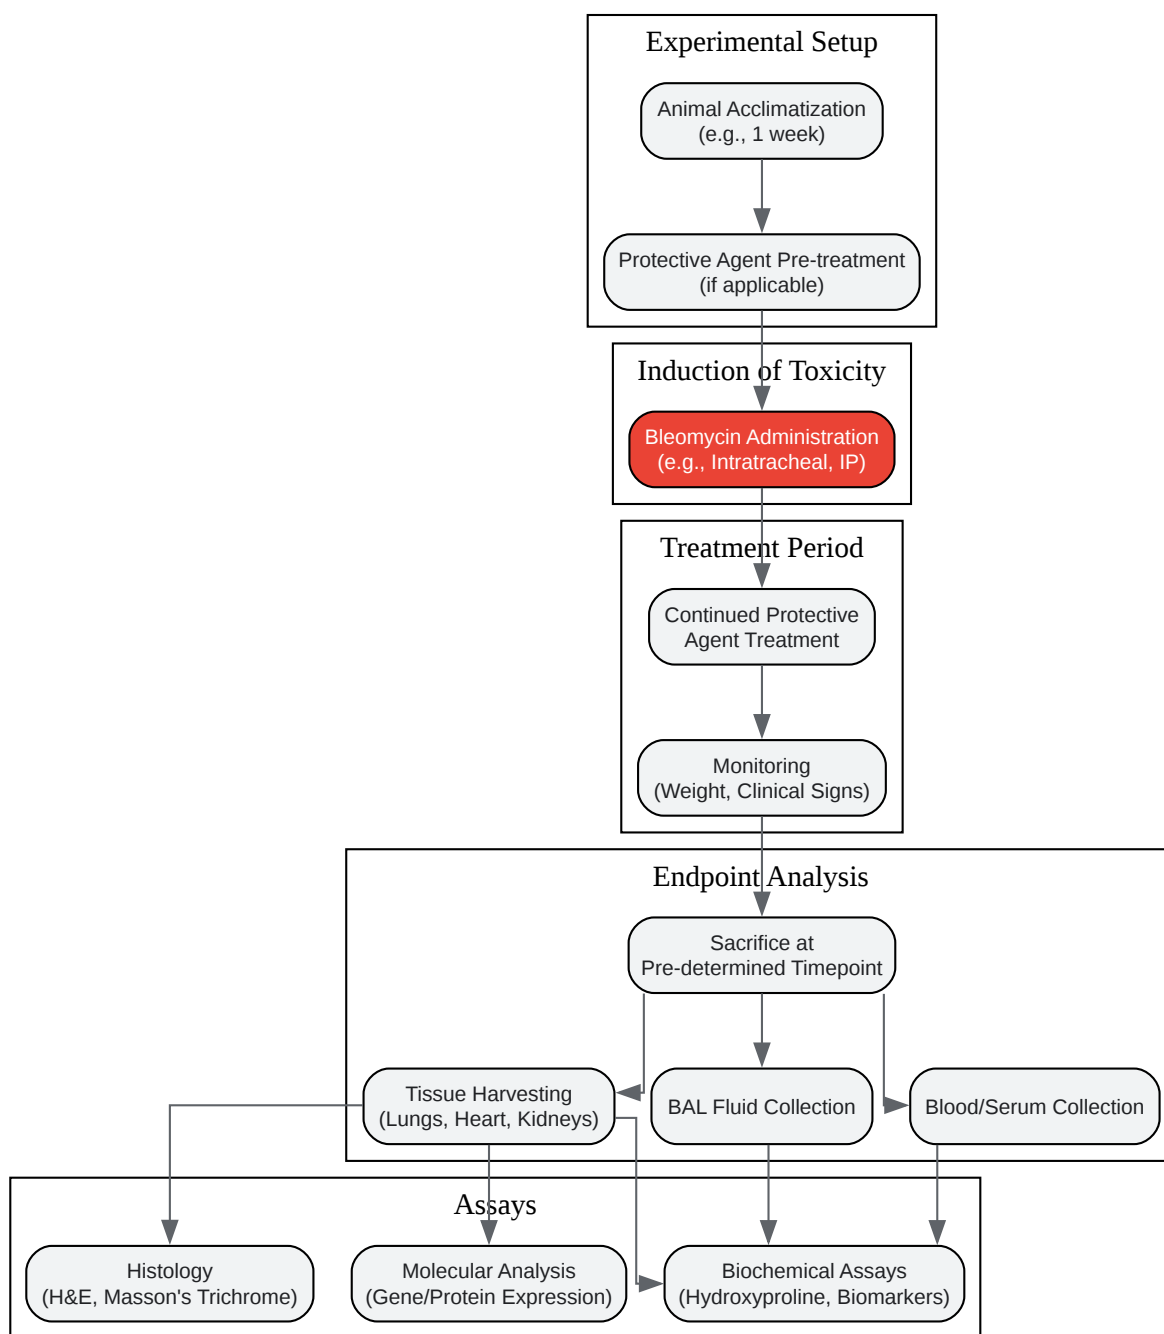 Experimental Setup
Animal Acclimatization
(e.g., 1 week)
Protective Agent Pre-treatment
(if applicable)
Induction of Toxicity
Bleomycin Administration
(e.g., Intratracheal, IP)
Treatment Period
Continued Protective
Agent Treatment
Monitoring
(Weight, Clinical Signs)
Endpoint Analysis
Sacrifice at
Pre-determined Timepoint
Tissue Harvesting
(Lungs, Heart, Kidneys)
BAL Fluid Collection
Blood/Serum Collection
Assays
Histology
(H&E, Masson's Trichrome)
Molecular Analysis
(Gene/Protein Expression)
Biochemical Assays
(Hydroxyproline, Biomarkers)